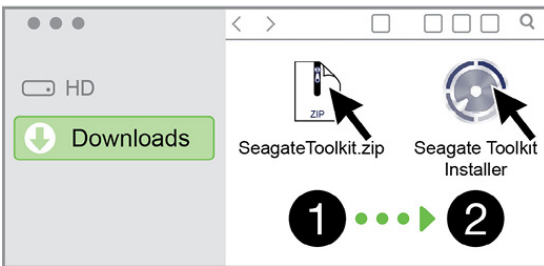 HD
Downloads
ZIP
SeagateToolkit.zip
Seagate Toolkit
Installer
1
2